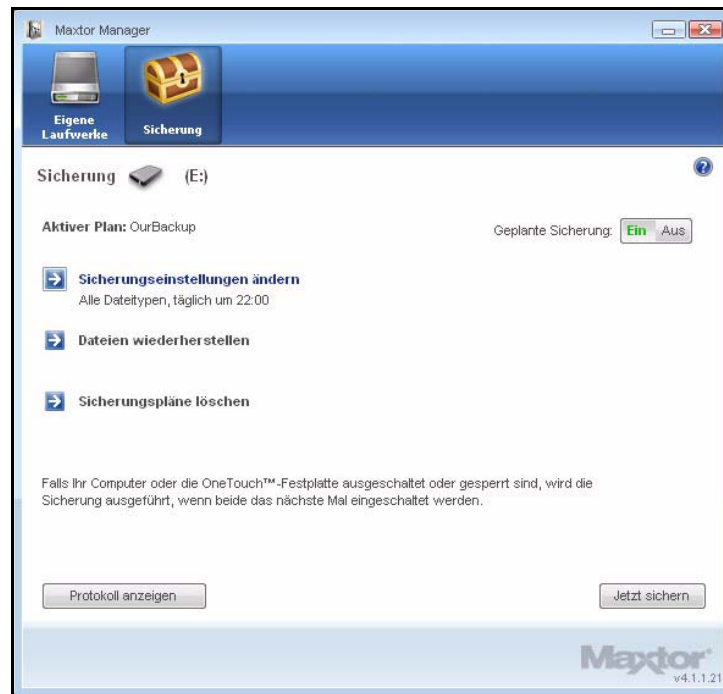 Maxtor Manager
Eigene
Laufwerke
Sicherung
Sicherung (E:)
Aktiver Plan: OurBackup
Geplante Sicherung: Ein Aus
Sicherungseinstellungen ändern
Alle Dateitypen, täglich um 22:00
Dateien wiederherstellen
Sicherungspläne löschen
Falls Ihr Computer oder die OneTouch™-Festplatte ausgeschaltet oder gesperrt sind, wird die
Sicherung ausgeführt, wenn beide das nächste Mal eingeschaltet werden.
Protokoll anzeigen
Jetzt sichern
Maxtor
v4.1.1.21